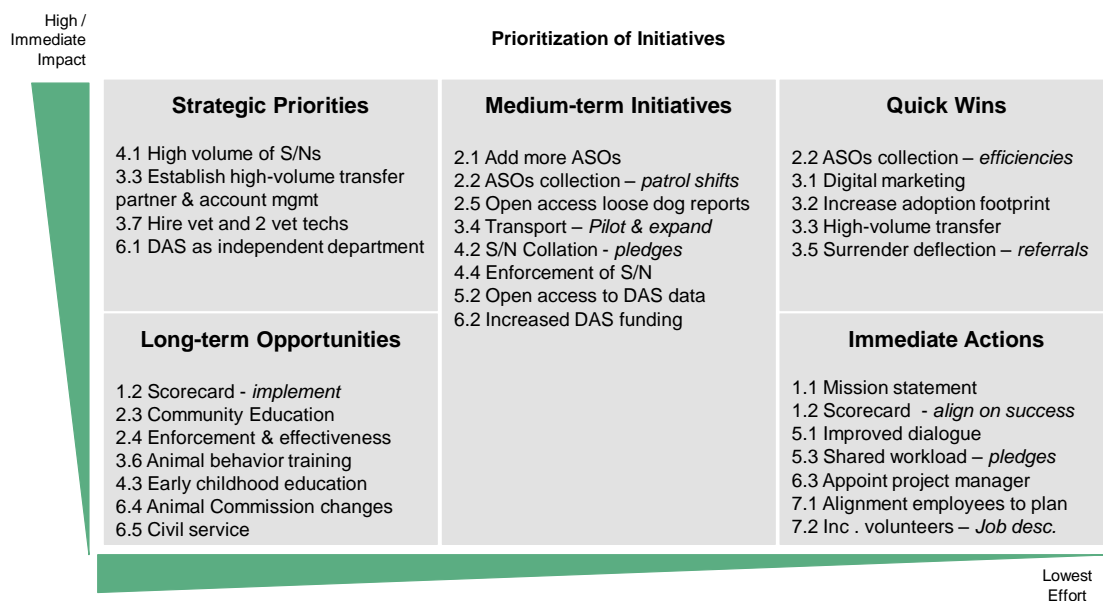 High /
Immediate
Impact
Prioritization of Initiatives
Strategic Priorities
4.1 High volume of S/Ns
3.3 Establish high-volume transfer
partner & account mgmt
3.7 Hire vet and 2 vet techs
6.1 DAS as independent department
Medium-term Initiatives
2.1 Add more ASOs
2.2 ASOs collection – patrol shifts
2.5 Open access loose dog reports
3.4 Transport – Pilot & expand
4.2 S/N Collation - pledges
4.4 Enforcement of S/N
5.2 Open access to DAS data
6.2 Increased DAS funding
Quick Wins
2.2 ASOs collection – efficiencies
3.1 Digital marketing
3.2 Increase adoption footprint
3.3 High-volume transfer
3.5 Surrender deflection – referrals
Long-term Opportunities
1.2 Scorecard - implement
2.3 Community Education
2.4 Enforcement & effectiveness
3.6 Animal behavior training
4.3 Early childhood education
6.4 Animal Commission changes
6.5 Civil service
Immediate Actions
1.1 Mission statement
1.2 Scorecard - align on success
5.1 Improved dialogue
5.3 Shared workload – pledges
6.3 Appoint project manager
7.1 Alignment employees to plan
7.2 Inc . volunteers – Job desc.
Lowest
Effort